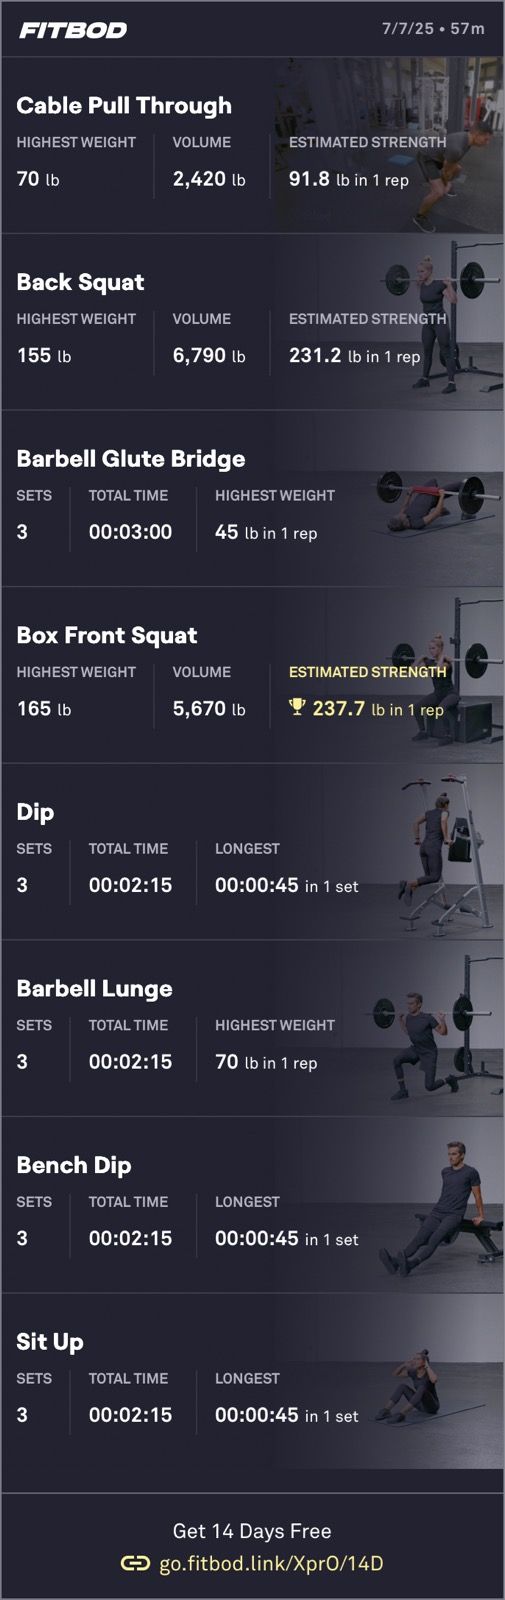 FITBOD 7/7/25 • 57m
Cable Pull Through
HIGHEST WEIGHT VOLUME ESTIMATED STRENGTH
70 lb 2,420 lb 91.8 lb in 1 rep
Back Squat
HIGHEST WEIGHT VOLUME ESTIMATED STRENGTH
155 lb 6,790 lb 231.2 lb in 1 rep
Barbell Glute Bridge
SETS TOTAL TIME HIGHEST WEIGHT
3 00:03:00 45 lb in 1 rep
Box Front Squat
HIGHEST WEIGHT VOLUME ESTIMATED STRENGTH
165 lb 5,670 lb 237.7 lb in 1 rep
Dip
SETS TOTAL TIME LONGEST
3 00:02:15 00:00:45 in 1 set
Barbell Lunge
SETS TOTAL TIME HIGHEST WEIGHT
3 00:02:15 70 lb in 1 rep
Bench Dip
SETS TOTAL TIME LONGEST
3 00:02:15 00:00:45 in 1 set
Sit Up
SETS TOTAL TIME LONGEST
3 00:02:15 00:00:45 in 1 set
Get 14 Days Free
go.fitbod.link/XprO/14D